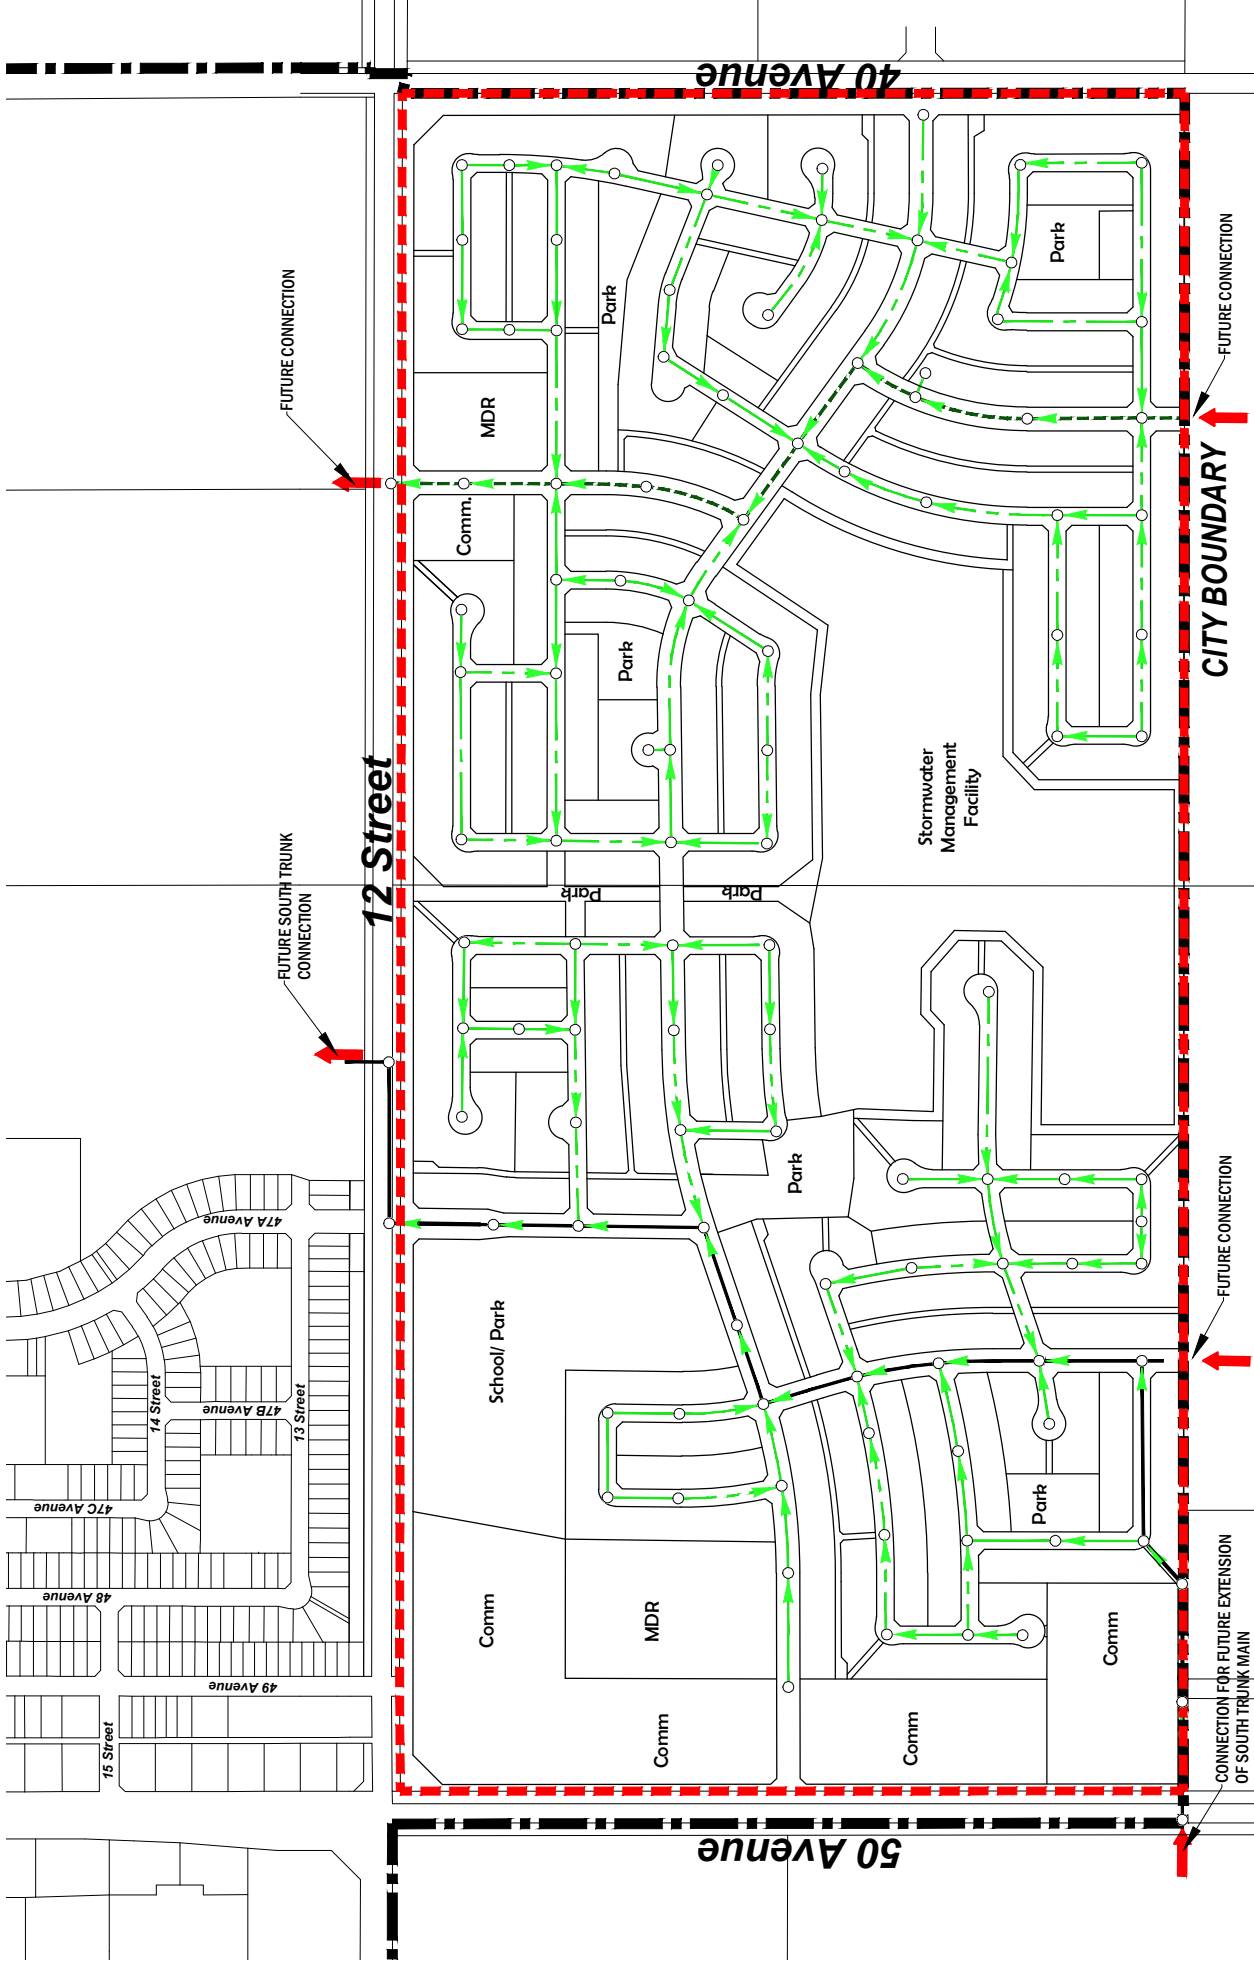 40 Avenue
FUTURE CONNECTION
FUTURE CONNECTION
Park
Park
MDR
Comm.
CITY BOUNDARY
Park
12 Street
Stormwater
Management
Facility
FUTURE SOUTH TRUNK
CONNECTION
Park
Park
Park
47A Avenue
FUTURE CONNECTION
School/ Park
14 Street
47B Avenue
13 Street
47C Avenue
Park
48 Avenue
Comm
MDR
Comm
49 Avenue
15 Street
Comm
Comm
CONNECTION FOR FUTURE EXTENSION
OF SOUTH TRUNK MAIN
50 Avenue